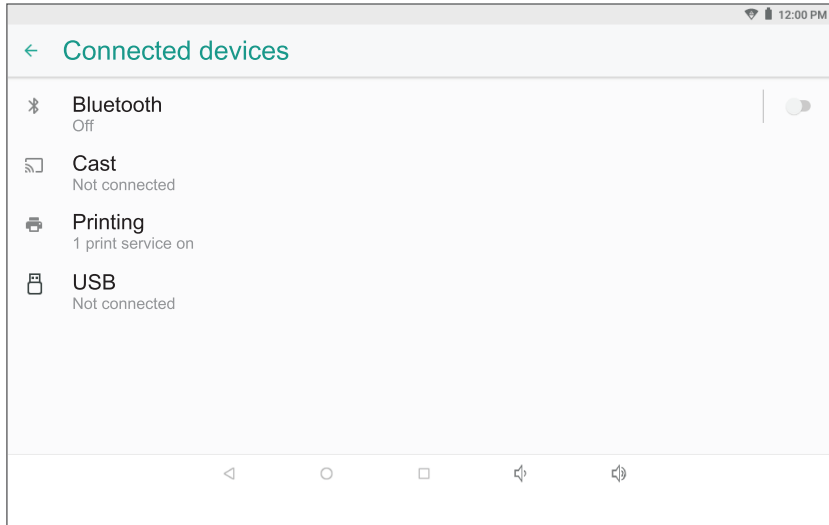 12:00 PM
Connected devices
Bluetooth
Off
Cast
Not connected
Printing
1 print service on
USB
Not connected